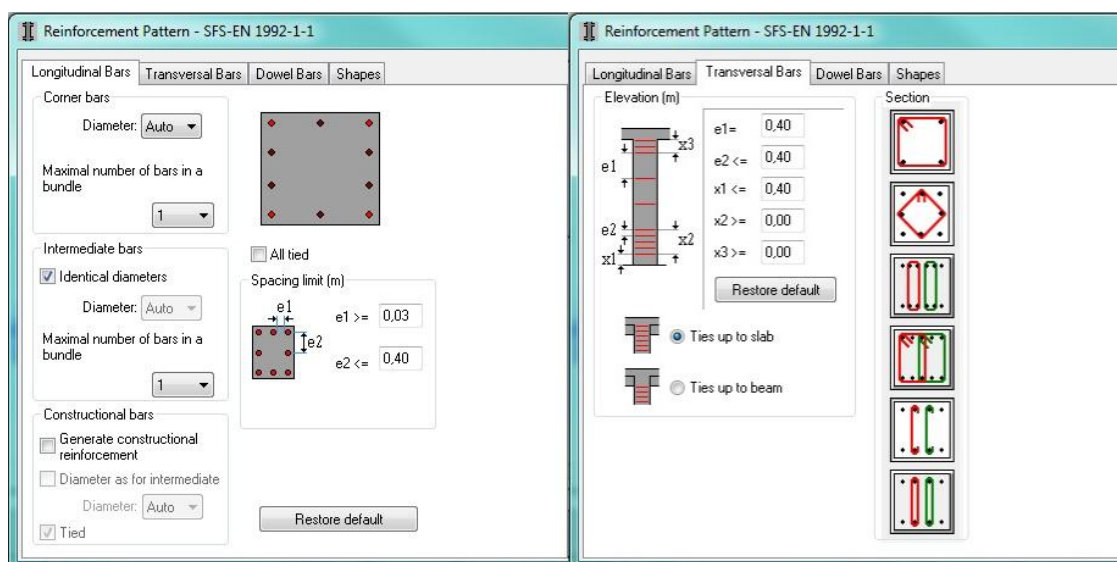 Reinforcement Pattern - SFS-EN 1992-1-1
Longitudinal Bars Transversal Bars Dowel Bars Shapes
Corner bars
Diameter: Auto
Maximal number of bars in a
bundle
1
Intermediate bars
Identical diameters
Diameter: Auto
Maximal number of bars in a
bundle
1
Constructional bars
Generate constructional
reinforcement
Diameter as for intermediate
Diameter: Auto
Tied
All tied
Spacing limit (m)
e1
e2
e1 >= 0,03
e2 <= 0,40
Restore default
Reinforcement Pattern - SFS-EN 1992-1-1
Longitudinal Bars Transversal Bars Dowel Bars Shapes
Elevation (m)
x3
e1
e2
x2
x1
e1= 0,40
e2 <= 0,40
x1 <= 0,40
x2 >= 0,00
x3 >= 0,00
Restore default
Ties up to slab
Ties up to beam
Section